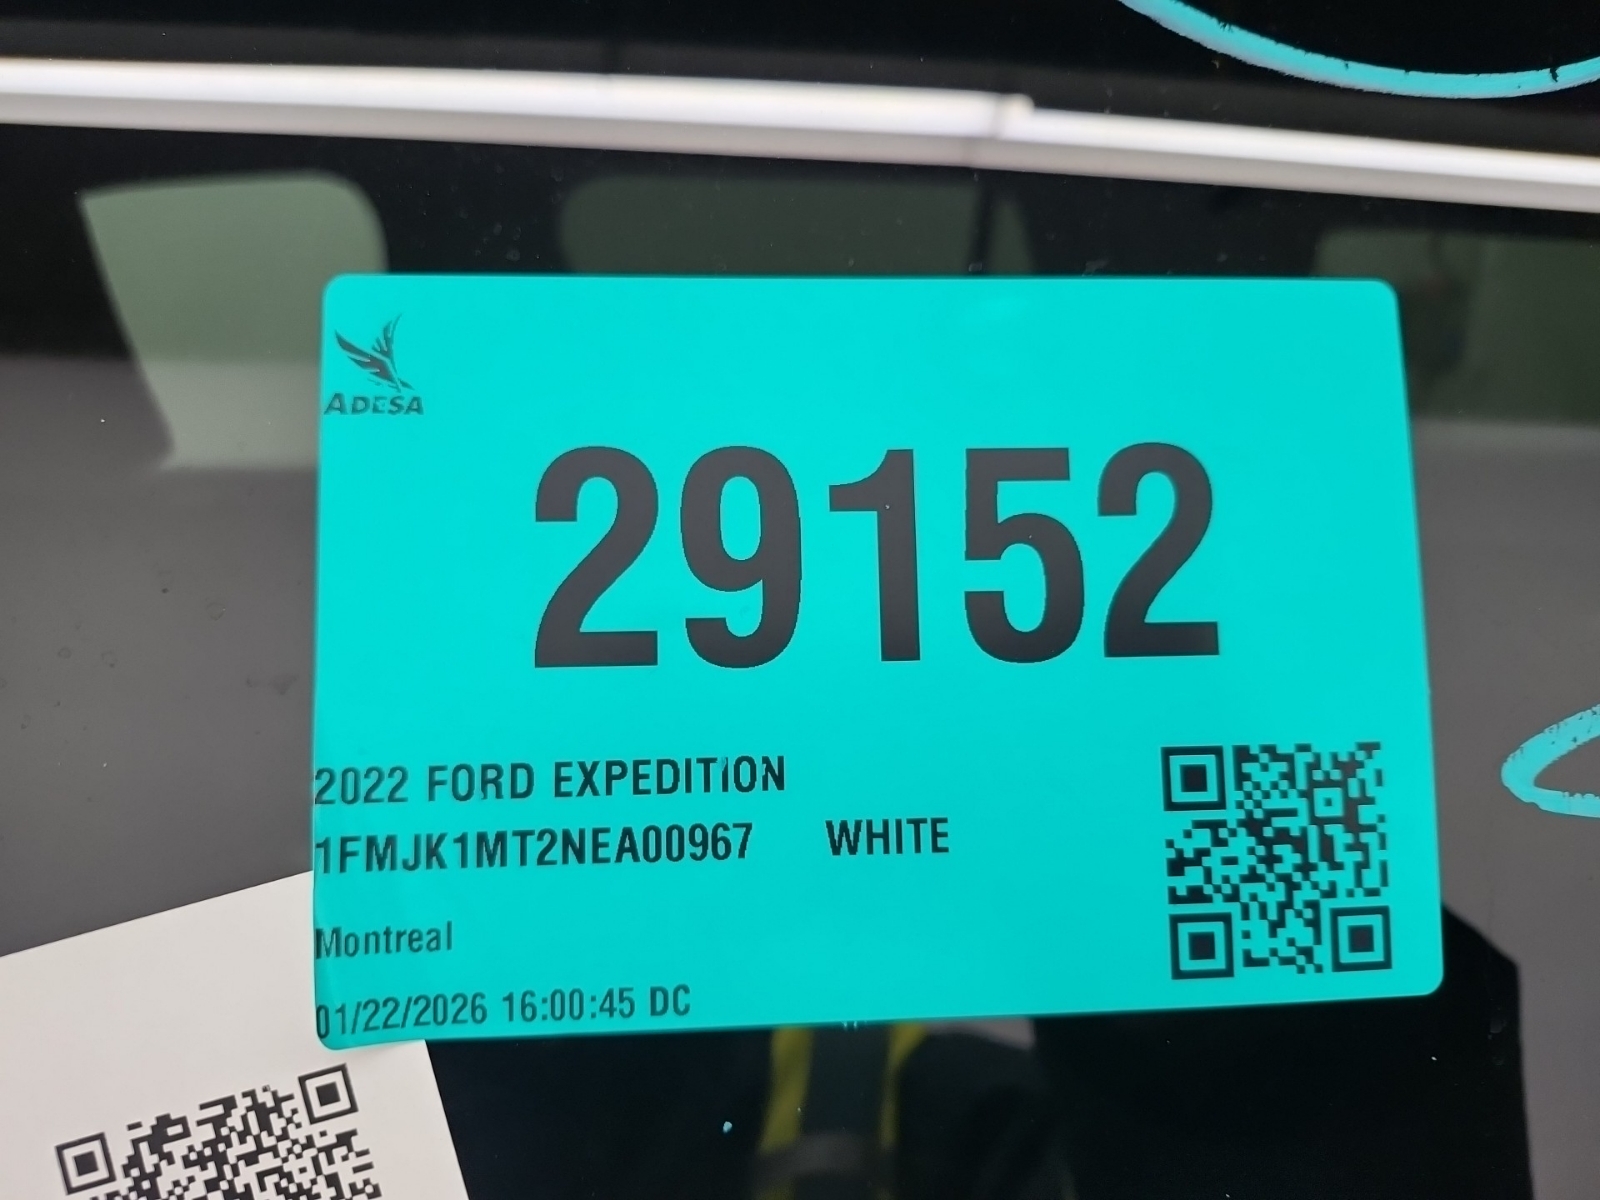 ADESA
29152
2022 FORD EXPEDITION
1FMJK1MT2NEA00967 WHITE
Montreal
01/22/2026 16:00:45 DC